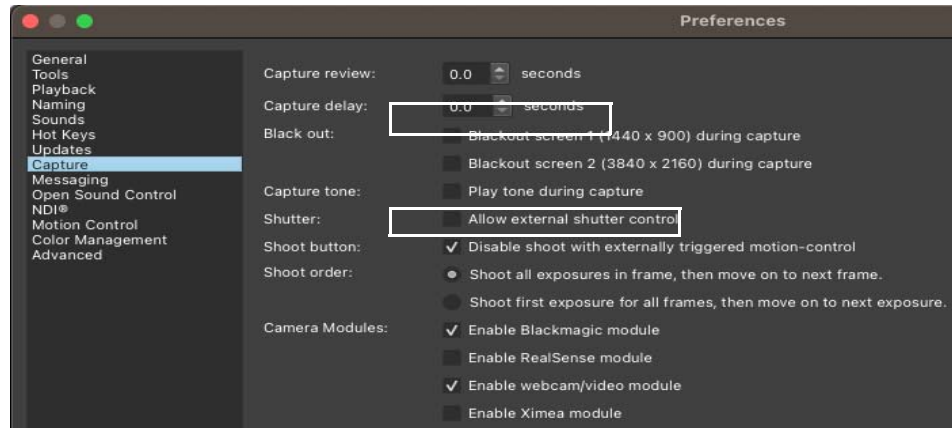 Preferences
General
Tools
Playback
Naming
Sounds
Hot Keys
Updates
Capture
Messaging
Open Sound Control
NDI®
Motion Control
Color Management
Advanced
Capture review: 0.0 seconds
Capture delay: 0.0 seconds
Black out: Blackout screen 1 (1440 x 900) during capture
Blackout screen 2 (3840 x 2160) during capture
Capture tone: Play tone during capture
Shutter: Allow external shutter control
Shoot button: Disable shoot with externally triggered motion-control
Shoot order: Shoot all exposures in frame, then move on to next frame.
Shoot first exposure for all frames, then move on to next exposure.
Camera Modules: Enable Blackmagic module
Enable RealSense module
Enable webcam/video module
Enable Ximea module